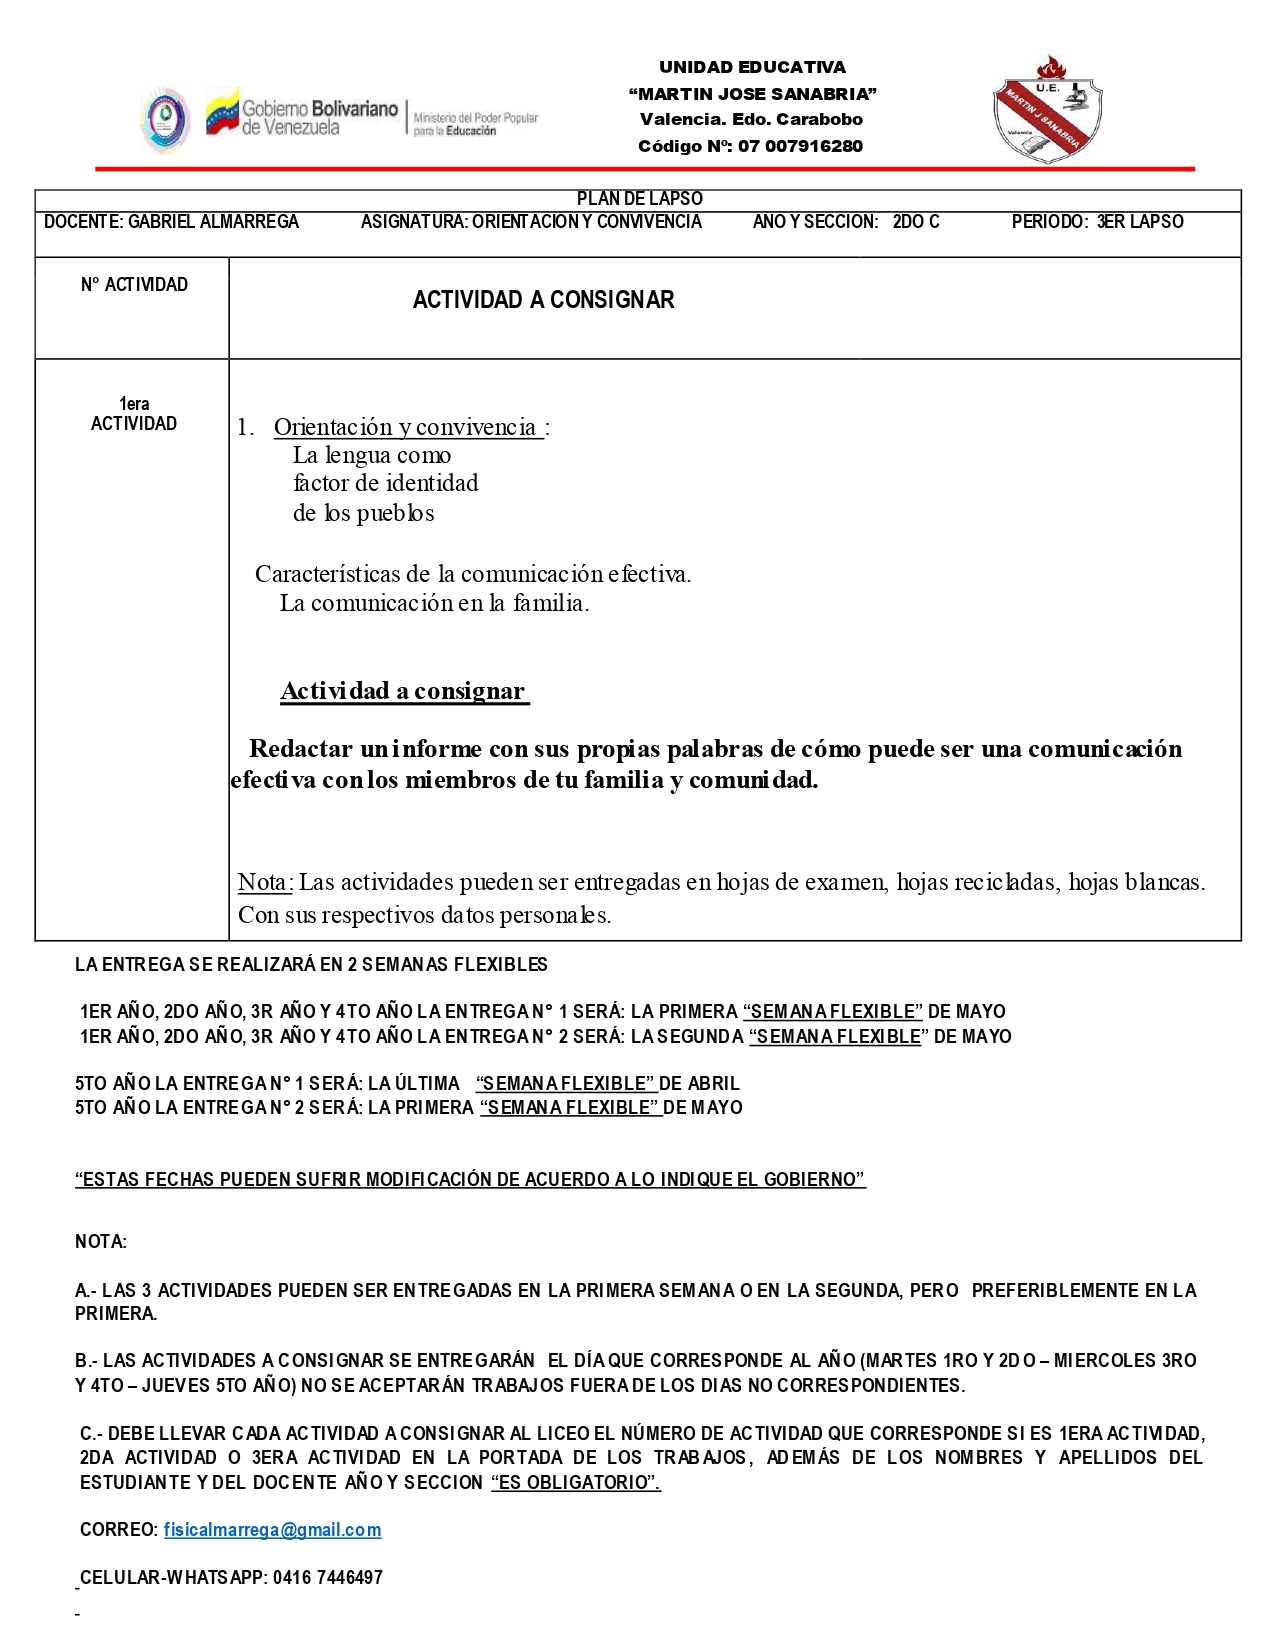 UNIDAD EDUCATIVA
“MARTIN JOSE SANABRIA”
Valencia. Edo. Carabobo
Código Nº: 07 007916280
Gobierno Bolivariano
de Venezuela
Ministerio del Poder Popular
para la Educación
U.E.
MARTIN J SANABRIA
Valencia
PLAN DE LAPSO
DOCENTE: GABRIEL ALMARREGA ASIGNATURA: ORIENTACION Y CONVIVENCIA ANO Y SECCION: 2DO C PERIODO: 3ER LAPSO
Nº ACTIVIDAD
ACTIVIDAD A CONSIGNAR
1era
ACTIVIDAD
1. Orientación y convivencia :
La lengua como
factor de identidad
de los pueblos
Características de la comunicación efectiva.
La comunicación en la familia.
Actividad a consignar
Redactar un informe con sus propias palabras de cómo puede ser una comunicación
efectiva con los miembros de tu familia y comunidad.
Nota: Las actividades pueden ser entregadas en hojas de examen, hojas recicladas, hojas blancas.
Con sus respectivos datos personales.
LA ENTREGA SE REALIZARÁ EN 2 SEMANAS FLEXIBLES
1ER AÑO, 2DO AÑO, 3R AÑO Y 4TO AÑO LA ENTREGA N° 1 SERÁ: LA PRIMERA “SEMANA FLEXIBLE” DE MAYO
1ER AÑO, 2DO AÑO, 3R AÑO Y 4TO AÑO LA ENTREGA N° 2 SERÁ: LA SEGUNDA “SEMANA FLEXIBLE” DE MAYO
5TO AÑO LA ENTREGA N° 1 SERÁ: LA ÚLTIMA “SEMANA FLEXIBLE” DE ABRIL
5TO AÑO LA ENTREGA N° 2 SERÁ: LA PRIMERA “SEMANA FLEXIBLE” DE MAYO
“ESTAS FECHAS PUEDEN SUFRIR MODIFICACIÓN DE ACUERDO A LO INDIQUE EL GOBIERNO”
NOTA:
A.- LAS 3 ACTIVIDADES PUEDEN SER ENTREGADAS EN LA PRIMERA SEMANA O EN LA SEGUNDA, PERO PREFERIBLEMENTE EN LA
PRIMERA.
B.- LAS ACTIVIDADES A CONSIGNAR SE ENTREGARÁN EL DÍA QUE CORRESPONDE AL AÑO (MARTES 1RO Y 2DO – MIERCOLES 3RO
Y 4TO – JUEVES 5TO AÑO) NO SE ACEPTARÁN TRABAJOS FUERA DE LOS DIAS NO CORRESPONDIENTES.
C.- DEBE LLEVAR CADA ACTIVIDAD A CONSIGNAR AL LICEO EL NÚMERO DE ACTIVIDAD QUE CORRESPONDE SI ES 1ERA ACTIVIDAD,
2DA ACTIVIDAD O 3ERA ACTIVIDAD EN LA PORTADA DE LOS TRABAJOS, ADEMÁS DE LOS NOMBRES Y APELLIDOS DEL
ESTUDIANTE Y DEL DOCENTE AÑO Y SECCION “ES OBLIGATORIO”.
CORREO: fisicalmarrega@gmail.com
CELULAR-WHATSAPP: 0416 7446497
-
-